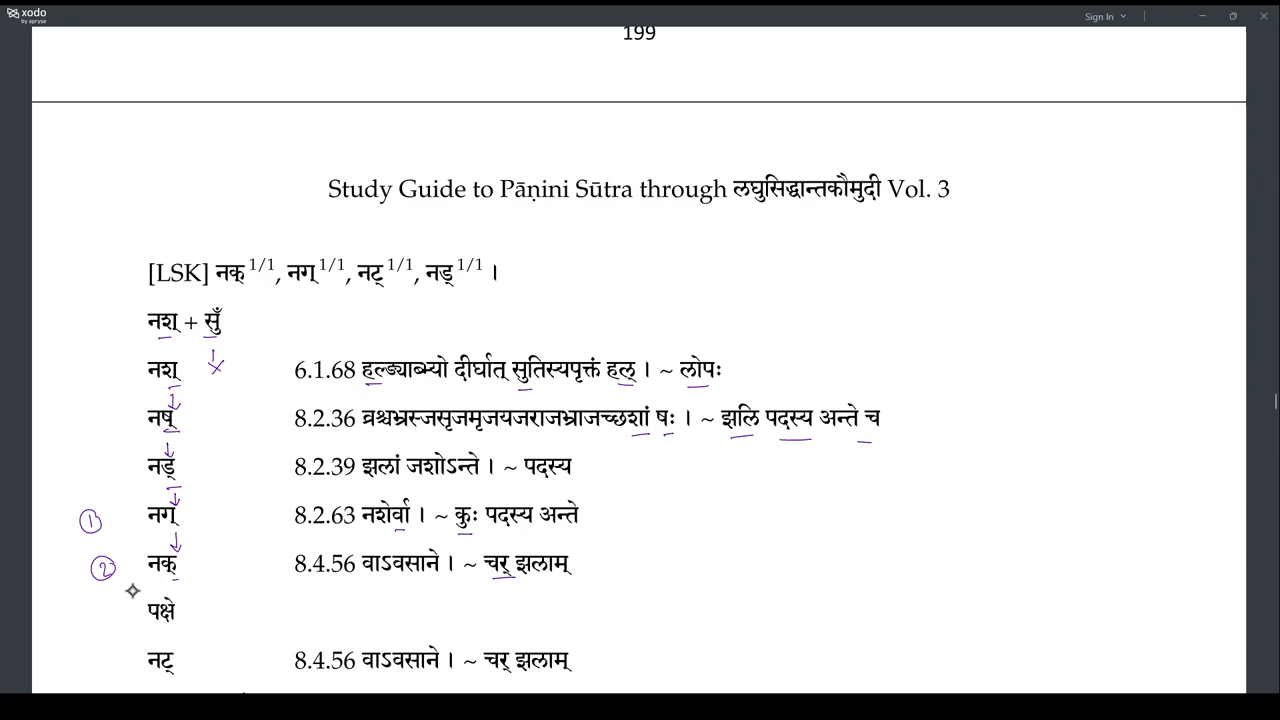 xodo
by apryse
Sign In
199
Study Guide to Pāṇini Sūtra through लघुसिद्धान्तकौमुदी Vol. 3
[LSK] नक् 1/1, नग् 1/1, नट् 1/1, नड् 1/1 ।
नश् + सुँ
नश् 6.1.68 हल्ङ्याब्भ्यो दीर्घात् सुतिस्यपृक्तं हल् । ~ लोपः
नष् 8.2.36 व्रश्चभ्रस्जसृजमृजयजराजभ्राजच्छशां षः । ~ झलि पदस्य अन्ते च
नड् 8.2.39 झलां जशोऽन्ते । ~ पदस्य
1 नग् 8.2.63 नशेर्वा । ~ कुः पदस्य अन्ते
2 नक् 8.4.56 वाऽवसाने । ~ चर् झलाम्
पक्षे
नट् 8.4.56 वाऽवसाने । ~ चर् झलाम्